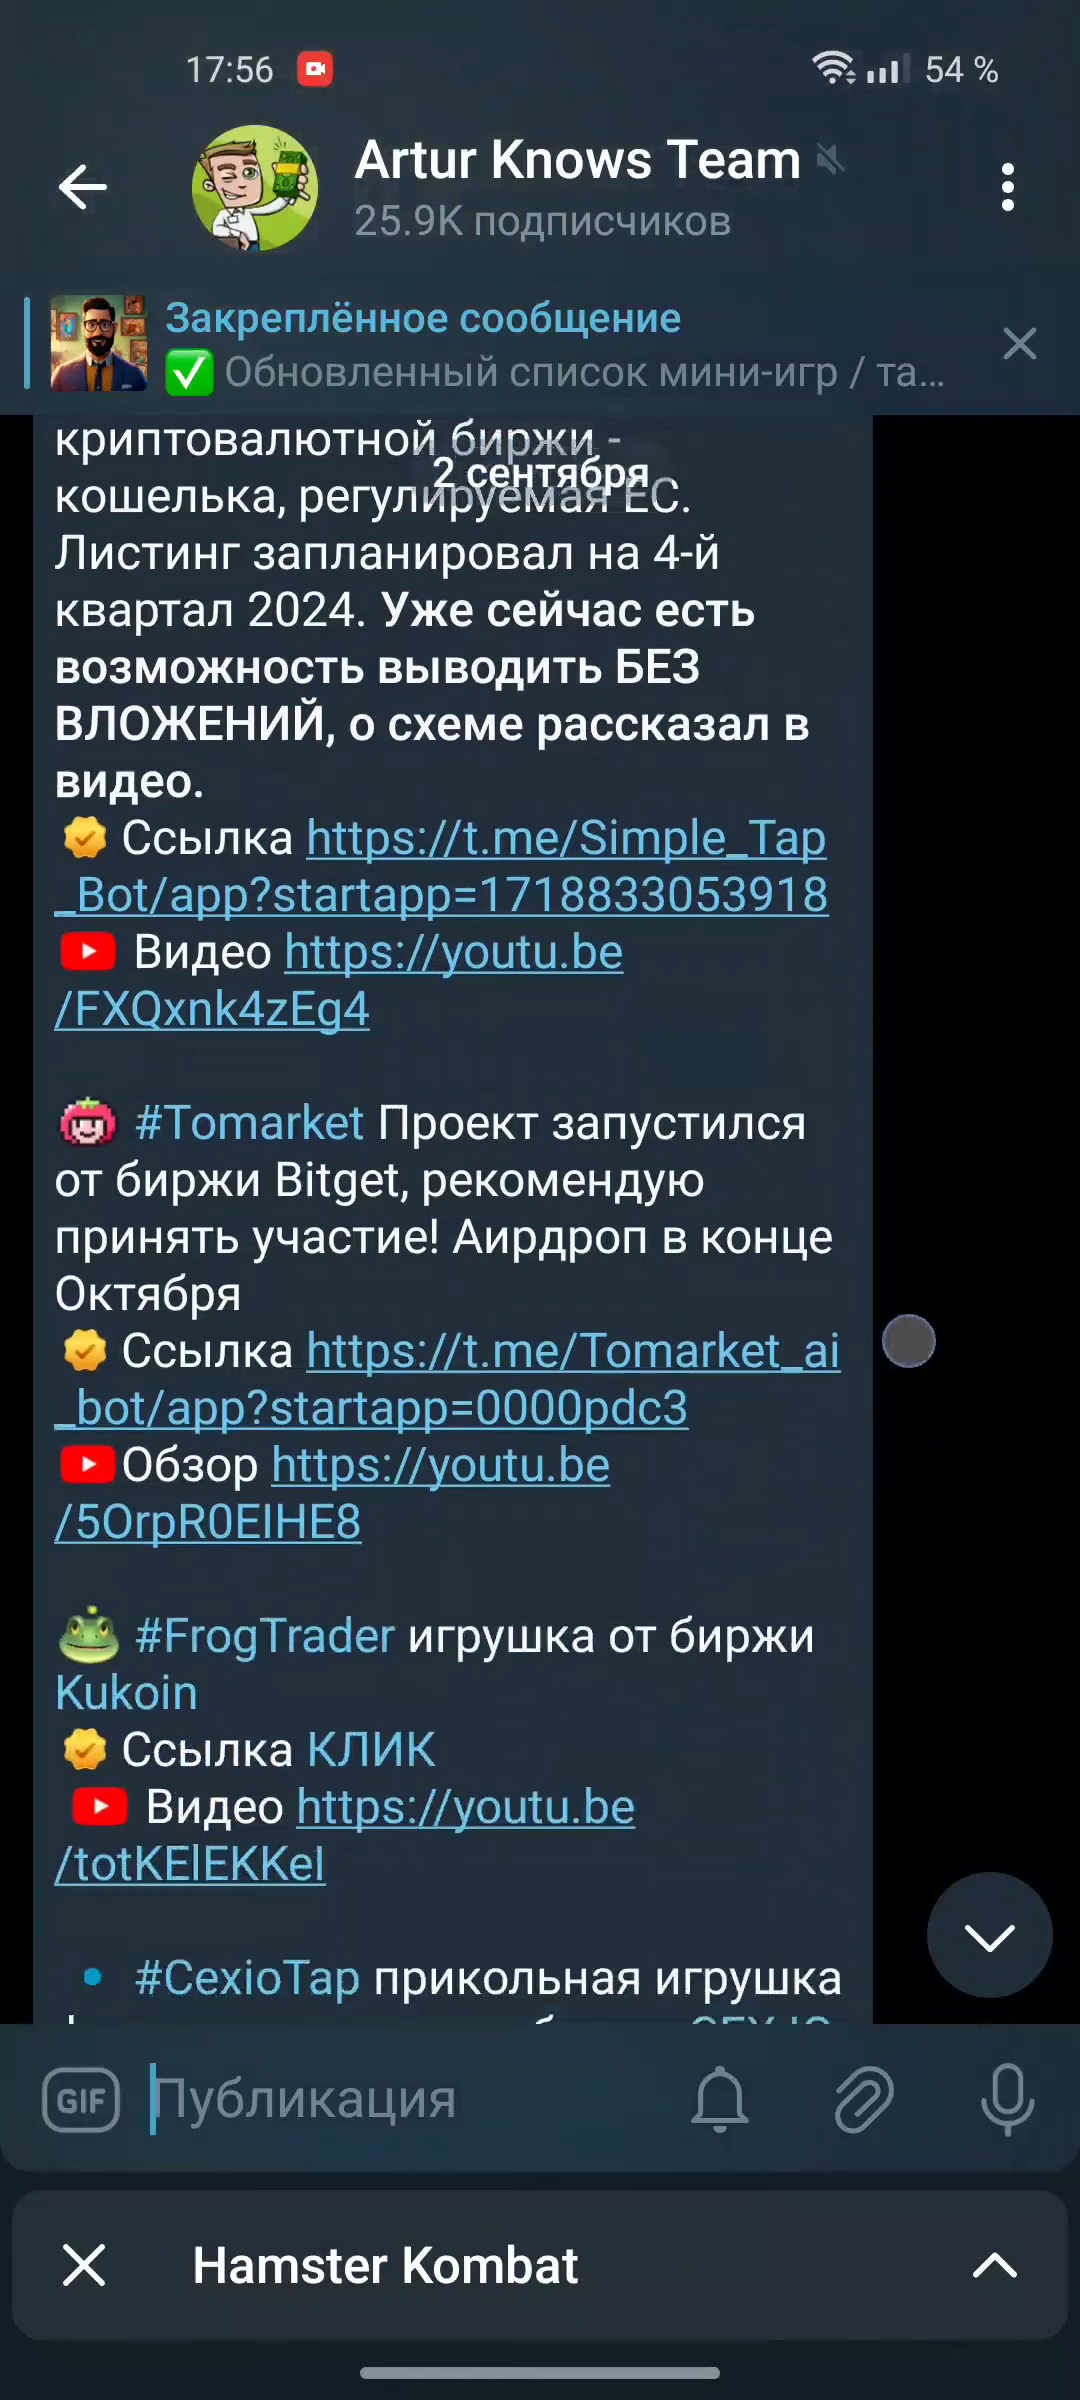 17:56
54 %
Artur Knows Team
25.9K подписчиков
Закреплённое сообщение
Обновленный список мини-игр / та...
криптовалютной биржи -
2 сентября
кошелька, регулируемая ЕС.
Листинг запланировал на 4-й
квартал 2024. Уже сейчас есть
возможность выводить БЕЗ
ВЛОЖЕНИЙ, о схеме рассказал в
видео.
Ссылка https://t.me/Simple_Tap
_Bot/app?startapp=1718833053918
Видео https://youtu.be
/FXQxnk4zEg4
#Tomarket Проект запустился
от биржи Bitget, рекомендую
принять участие! Аирдроп в конце
Октября
Ссылка https://t.me/Tomarket_ai
_bot/app?startapp=0000pdc3
Обзор https://youtu.be
/5OrpR0EIHE8
#FrogTrader игрушка от биржи
Kukoin
Ссылка КЛИК
Видео https://youtu.be
/totKElEKKeI
#CexioTap прикольная игрушка
GIF Публикация
Hamster Kombat